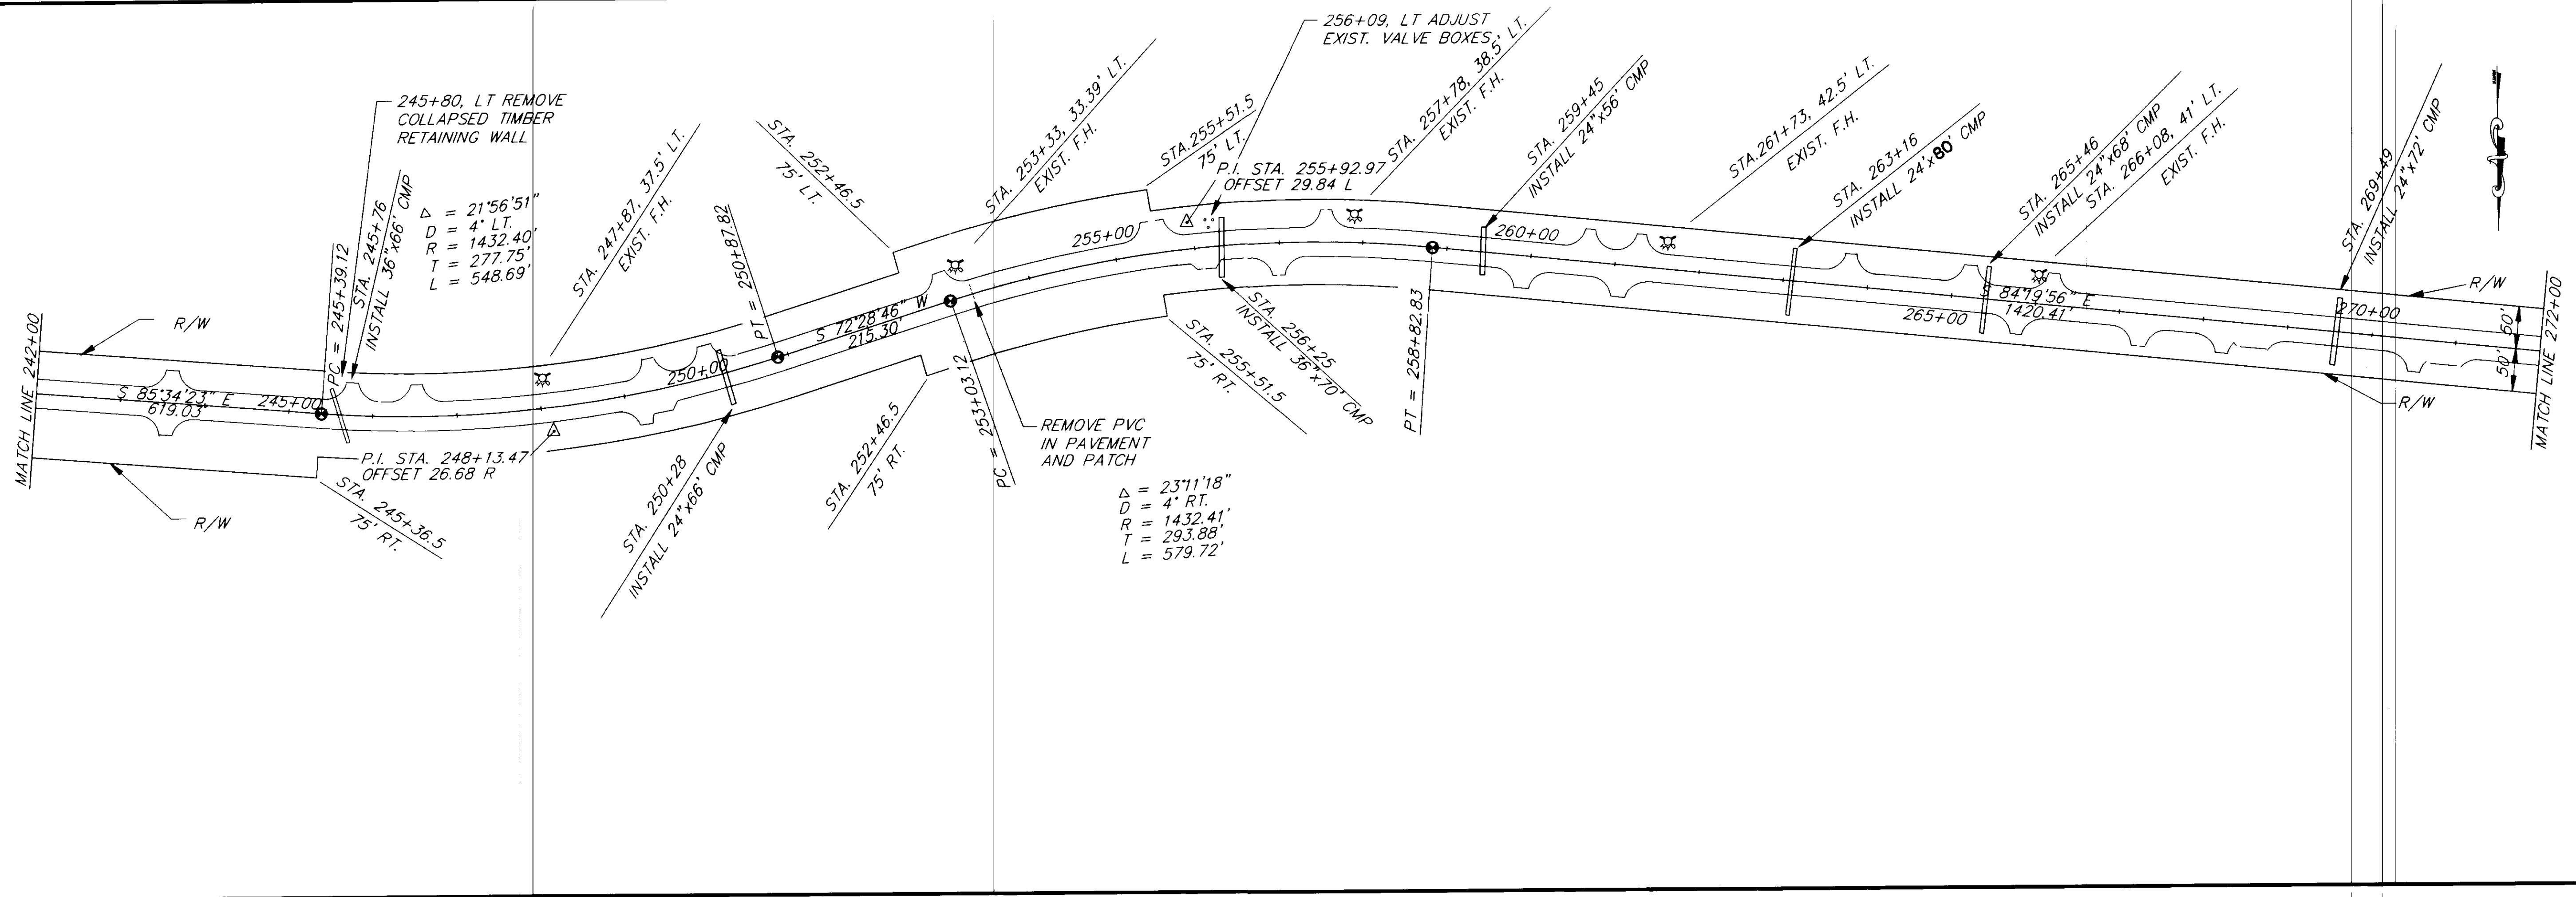 256+09, LT ADJUST
EXIST. VALVE BOXES
245+80, LT REMOVE
COLLAPSED TIMBER
RETAINING WALL
PC = 245+39.12
STA. 245+76
INSTALL 36"x66' CMP
Δ = 21°56'51"
D = 4° LT.
R = 1432.40'
T = 277.75'
L = 548.69'
STA. 247+87, 37.5' LT.
EXIST. F.H.
PT = 250+87.82
STA. 252+46.5
75' LT.
STA. 253+33, 33.39' LT.
EXIST. F.H.
STA.255+51.5
75' LT.
P.I. STA. 255+92.97
OFFSET 29.84 L
STA. 257+78, 38.5' LT.
EXIST. F.H.
STA. 259+45
INSTALL 24"x56' CMP
STA.261+73, 42.5' LT.
EXIST. F.H.
STA. 263+16
INSTALL 24'x80' CMP
STA. 265+46
INSTALL 24"x68' CMP
STA. 266+08, 41' LT.
EXIST. F.H.
STA. 269+49
INSTALL 24"x72' CMP
R/W
R/W
MATCH LINE 242+00
S 85°34'23" E
619.03'
245+00
250+00
S 72°28'46" W
215.30'
255+00
260+00
265+00
84°19'56" E
1420.41'
270+00
50'
50'
MATCH LINE 272+00
R/W
R/W
P.I. STA. 248+13.47
OFFSET 26.68 R
STA. 245+36.5
75' RT.
STA. 250+28
INSTALL 24"x66' CMP
STA. 252+46.5
75' RT.
PC = 253+03.12
REMOVE PVC
IN PAVEMENT
AND PATCH
Δ = 23°11'18"
D = 4° RT.
R = 1432.41'
T = 293.88'
L = 579.72'
STA. 255+51.5
75' RT.
STA. 256+25
INSTALL 36"x70' CMP
PT = 258+82.83